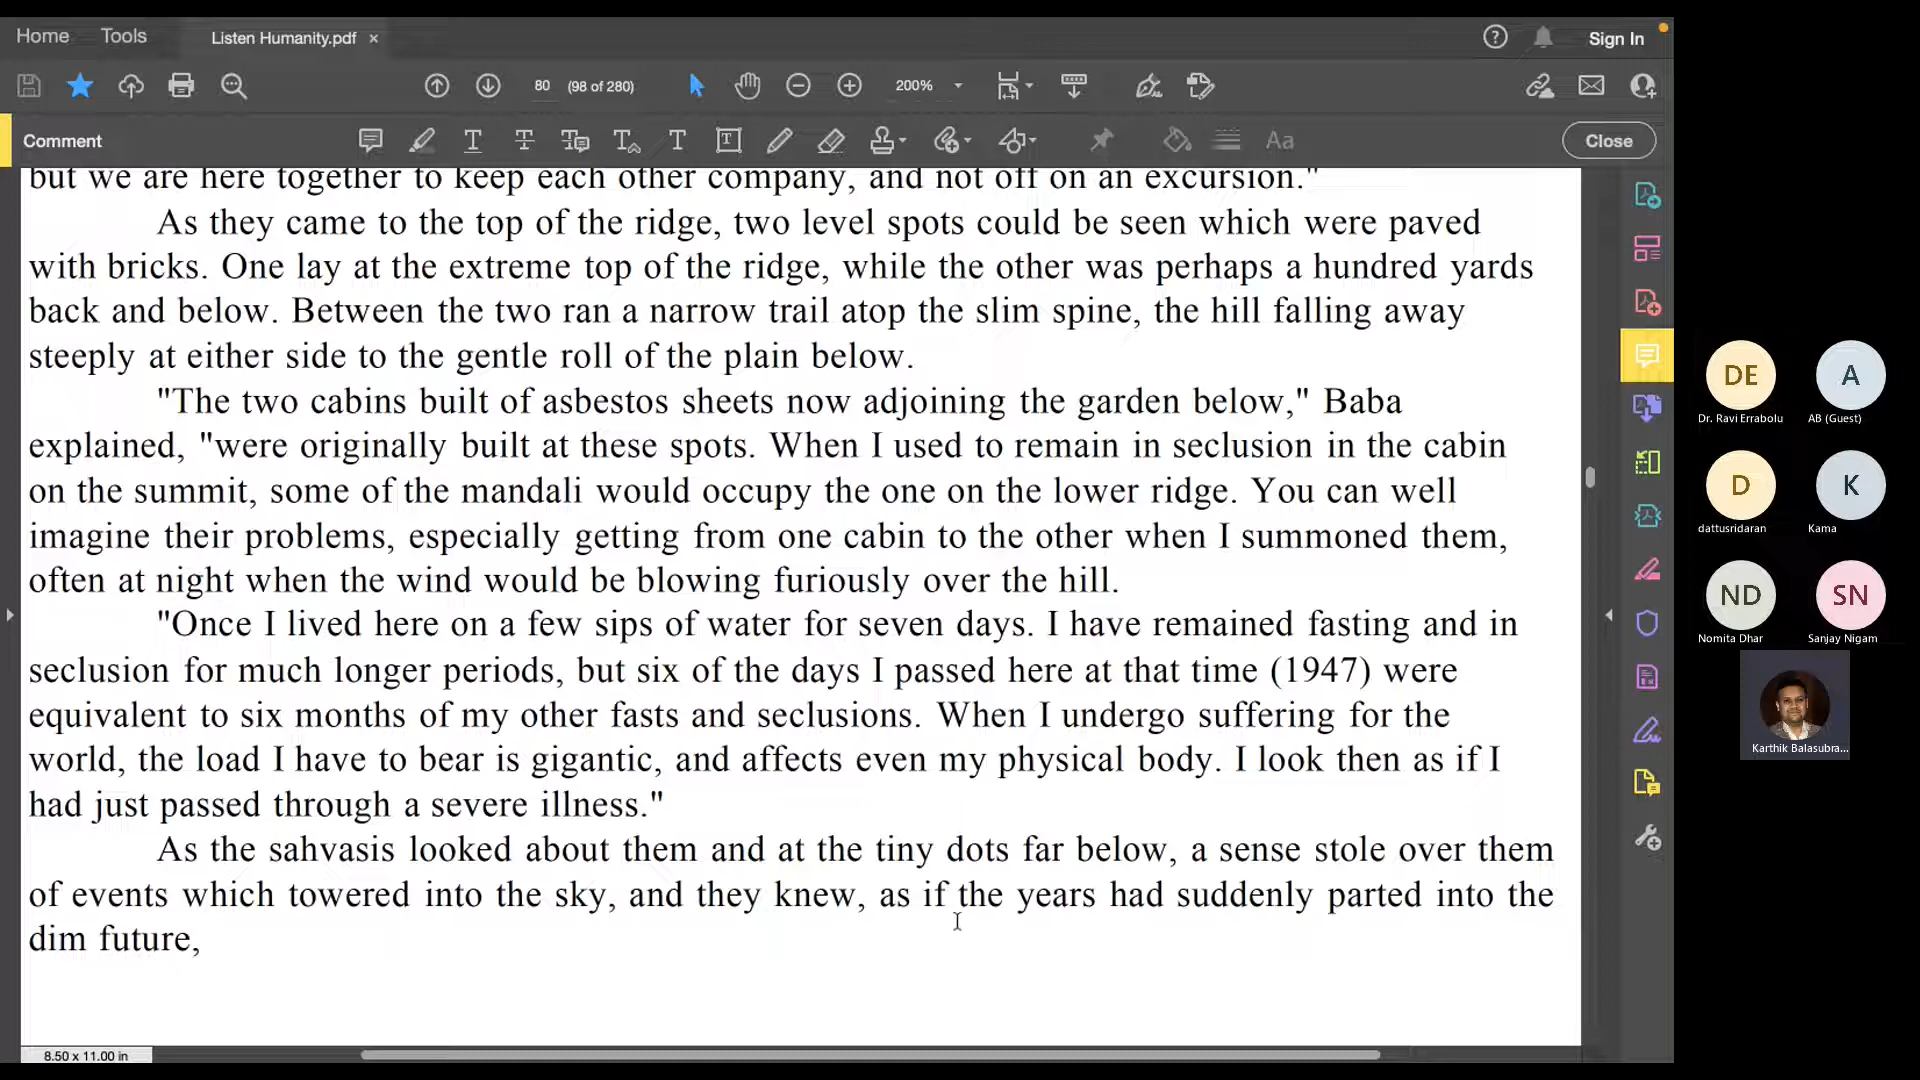 Home Tools Listen Humanity.pdf × Sign In
80 (98 of 280) 200%
Comment Aa Close
but we are here together to keep each other company, and not off on an excursion."
As they came to the top of the ridge, two level spots could be seen which were paved
with bricks. One lay at the extreme top of the ridge, while the other was perhaps a hundred yards
back and below. Between the two ran a narrow trail atop the slim spine, the hill falling away
steeply at either side to the gentle roll of the plain below.
"The two cabins built of asbestos sheets now adjoining the garden below," Baba
explained, "were originally built at these spots. When I used to remain in seclusion in the cabin
on the summit, some of the mandali would occupy the one on the lower ridge. You can well
imagine their problems, especially getting from one cabin to the other when I summoned them,
often at night when the wind would be blowing furiously over the hill.
"Once I lived here on a few sips of water for seven days. I have remained fasting and in
seclusion for much longer periods, but six of the days I passed here at that time (1947) were
equivalent to six months of my other fasts and seclusions. When I undergo suffering for the
world, the load I have to bear is gigantic, and affects even my physical body. I look then as if I
had just passed through a severe illness."
As the sahvasis looked about them and at the tiny dots far below, a sense stole over them
of events which towered into the sky, and they knew, as if the years had suddenly parted into the
dim future,
8.50 x 11.00 in
DE A
Dr. Ravi Errabolu AB (Guest)
D K
dattusridaran Kama
ND SN
Nomita Dhar Sanjay Nigam
Karthik Balasubra...